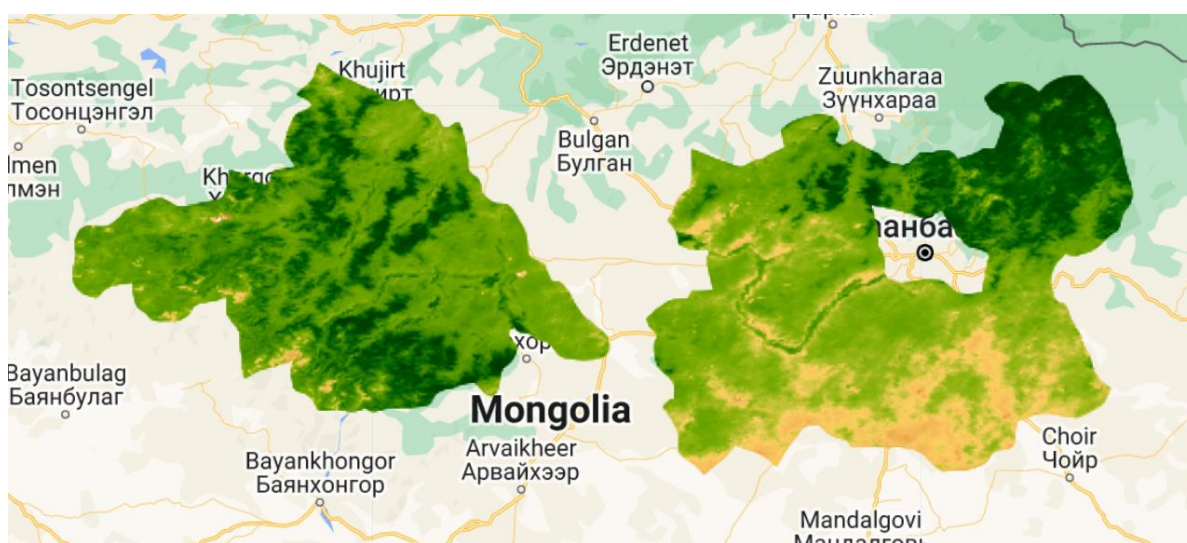 Erdenet
Эрдэнэт
Khujirt
Zuunkharaa
Зүүнхараа
Tosontsengel
Тосонцэнгэл
Bulgan
Булган
Bayanbulag
Баянбулаг
Mongolia
Arvaikheer
Арвайхээр
Choir
Чойр
Bayankhongor
Баянхонгор
Mandalgovi